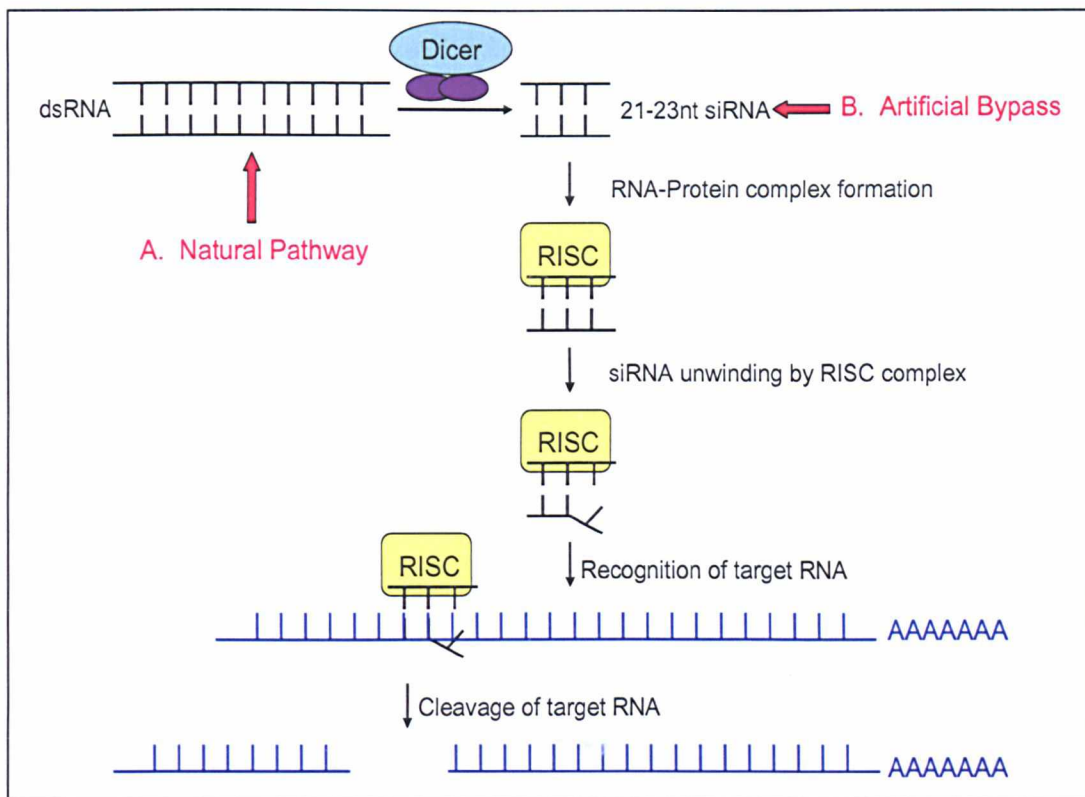 Dicer
dsRNA
21-23nt siRNA
B. Artificial Bypass
RNA-Protein complex formation
A. Natural Pathway
RISC
siRNA unwinding by RISC complex
RISC
RISC
Recognition of target RNA
AAAAAAA
Cleavage of target RNA
AAAAAAA